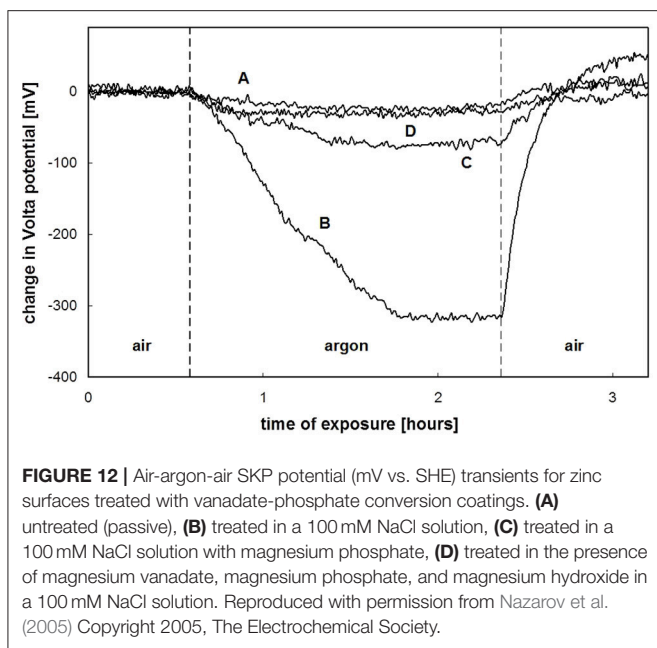 change in Volta potential [mV]
0
-100
-200
-300
-400
A
D
C
B
air
argon
air
0
1
2
3
time of exposure [hours]
FIGURE 12 | Air-argon-air SKP potential (mV vs. SHE) transients for zinc
surfaces treated with vanadate-phosphate conversion coatings. (A)
untreated (passive), (B) treated in a 100 mM NaCl solution, (C) treated in a
100 mM NaCl solution with magnesium phosphate, (D) treated in the presence
of magnesium vanadate, magnesium phosphate, and magnesium hydroxide in
a 100 mM NaCl solution. Reproduced with permission from Nazarov et al.
(2005) Copyright 2005, The Electrochemical Society.